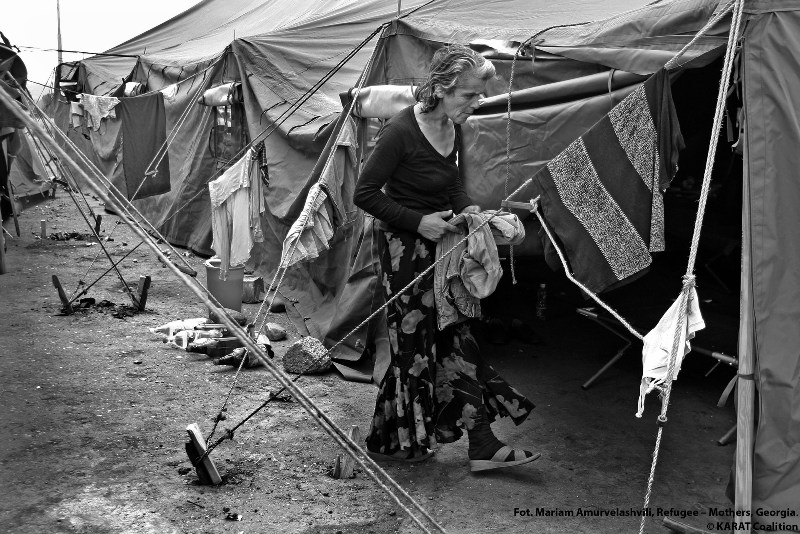 Fot. Mariam Amurvelashvili, Refugee – Mothers, Georgia.
© KARAT Coalition